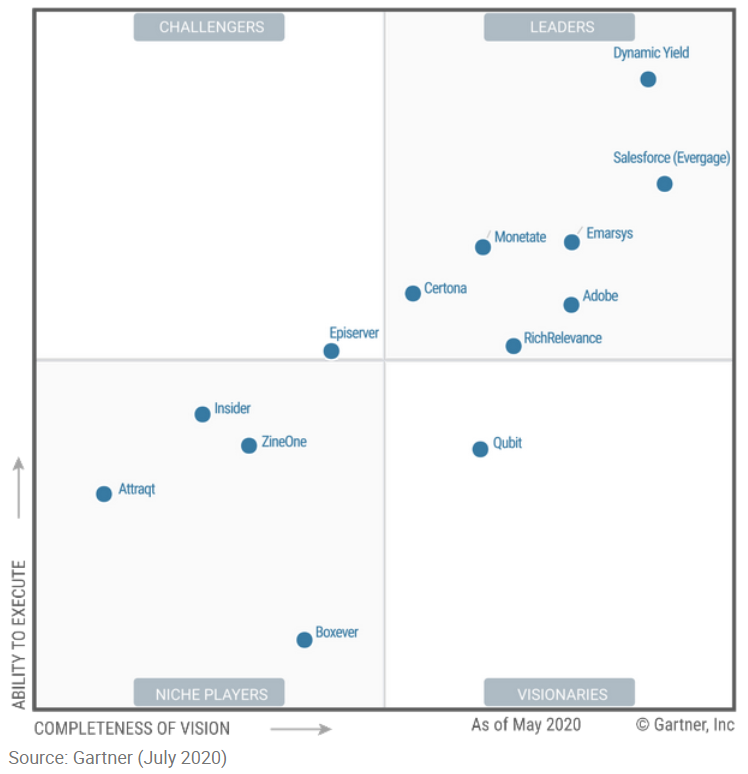 CHALLENGERS
LEADERS
Dynamic Yield
Salesforce (Evergage)
Monetate
Emarsys
Certona
Adobe
Episerver
RichRelevance
Insider
ZineOne
Qubit
Attraqt
Boxever
NICHE PLAYERS
VISIONARIES
ABILITY TO EXECUTE
COMPLETENESS OF VISION
As of May 2020
© Gartner, Inc
Source: Gartner (July 2020)